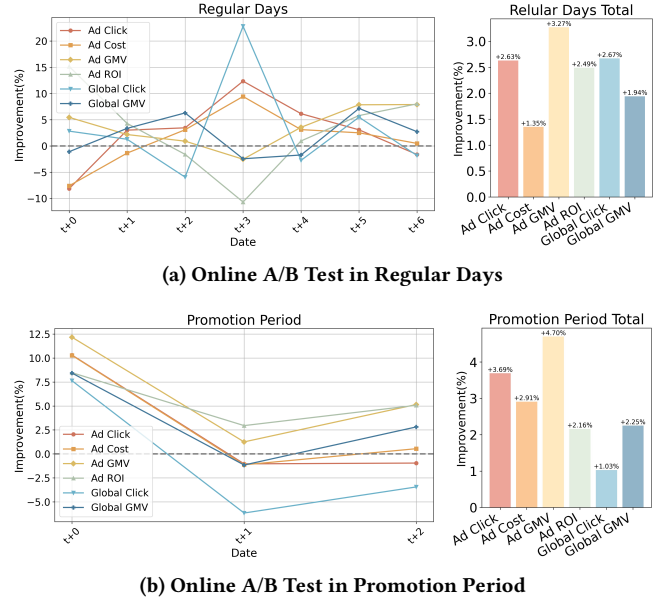 Regular Days
Improvement(%)
20
15
10
5
0
−5
−10
Ad Click
Ad Cost
Ad GMV
Ad ROI
Global Click
Global GMV
t+0
t+1
t+2
t+3
t+4
t+5
t+6
Date
Relular Days Total
Improvement(%)
3.0
2.5
2.0
1.5
1.0
0.5
0.0
+2.63%
+1.35%
+3.27%
+2.49%
+2.67%
+1.94%
Ad Click
Ad Cost
Ad GMV
Ad ROI
Global Click
Global GMV
(a) Online A/B Test in Regular Days
Promotion Period
Improvement(%)
12.5
10.0
7.5
5.0
2.5
0.0
−2.5
−5.0
Ad Click
Ad Cost
Ad GMV
Ad ROI
Global Click
Global GMV
t+0
t+1
t+2
Date
Promotion Period Total
Improvement(%)
4
3
2
1
0
+3.69%
+2.91%
+4.70%
+2.16%
+1.03%
+2.25%
Ad Click
Ad Cost
Ad GMV
Ad ROI
Global Click
Global GMV
(b) Online A/B Test in Promotion Period